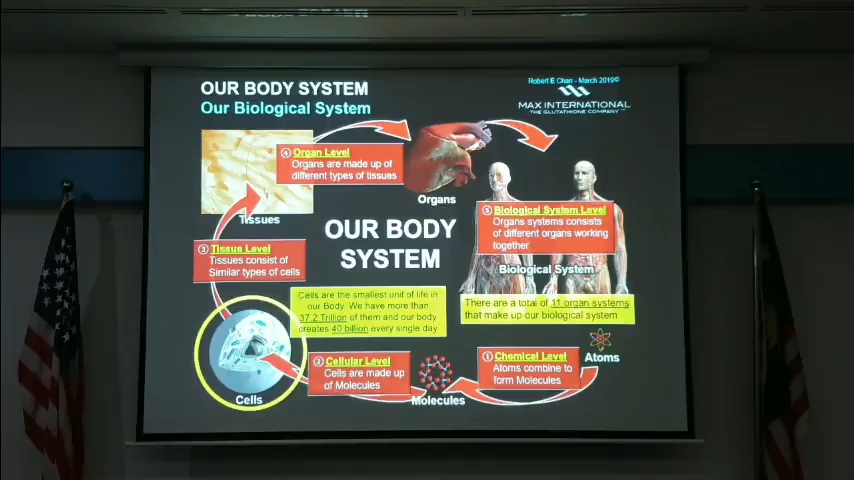 OUR BODY SYSTEM
Our Biological System
Robert E Chan - March 2019©
MAX INTERNATIONAL
THE GLUTATHIONE COMPANY
④ Organ Level
Organs are made up of
different types of tissues
Organs
Tissues
OUR BODY
SYSTEM
⑤ Biological System Level
Organs systems consists
of different organs working
together
Biological System
③ Tissue Level
Tissues consist of
Similar types of cells
Cells are the smallest unit of life in
our Body. We have more than
37.2 Trillion of them and our body
creates 40 billion every single day
There are a total of 11 organ systems
that make up our biological system
② Cellular Level
Cells are made up
of Molecules
① Chemical Level
Atoms combine to
form Molecules
Atoms
Cells
Molecules